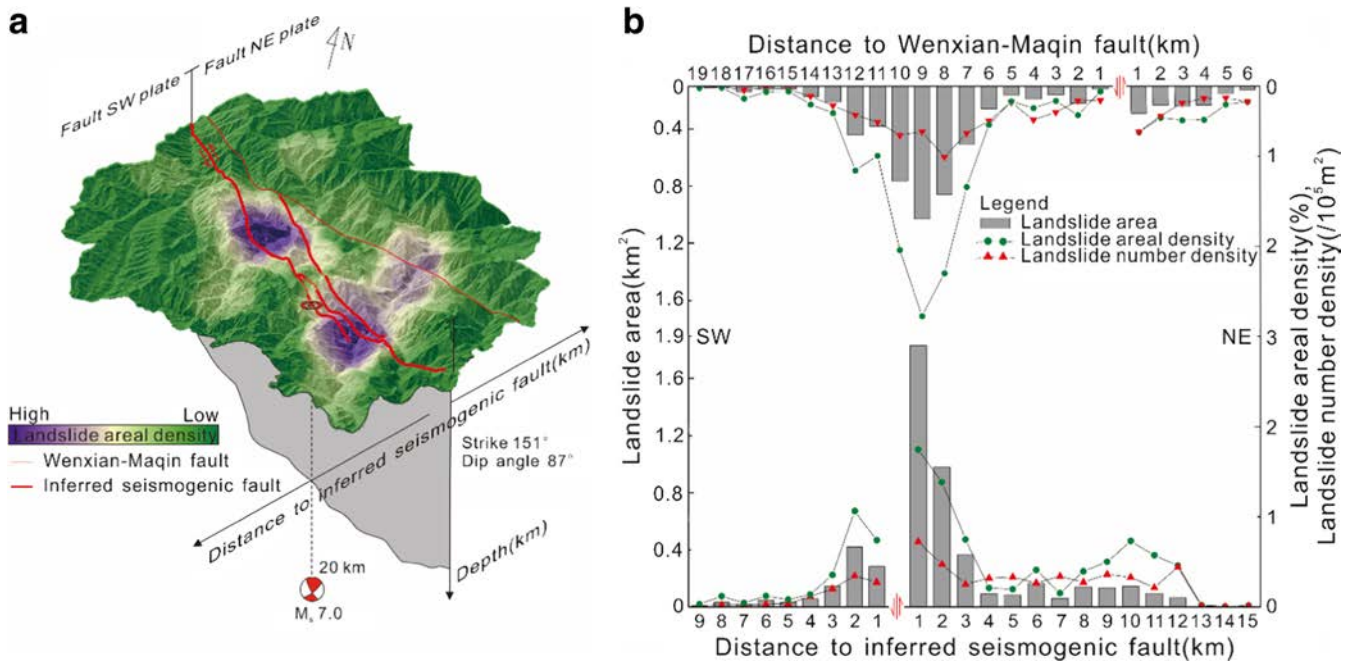 a
Fault SW plate
Fault NE plate
N
High Low
Landslide areal density
Wenxian-Maqin fault
Inferred seismogenic fault
Distance to inferred seismogenic fault(km)
Strike 151°
Dip angle 87°
Depth(km)
20 km
Ms 7.0
b
Distance to Wenxian-Maqin fault(km)
19 18 17 16 15 14 13 12 11 10 9 8 7 6 5 4 3 2 1 1 2 3 4 5 6
0
0.4
0.8
1.2
1.6
1.9
1.6
1.2
0.8
0.4
0
Landslide area(km²)
SW
NE
Legend
Landslide area
Landslide areal density
Landslide number density
0
1
2
3
2
1
0
Landslide areal density(%),
Landslide number density(/10⁵m²)
9 8 7 6 5 4 3 2 1 1 2 3 4 5 6 7 8 9 10 11 12 13 14 15
Distance to inferred seismogenic fault(km)